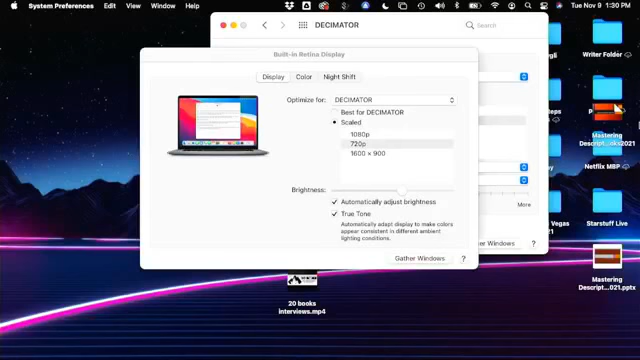 System Preferences Edit View Window Help
Tue Nov 9 1:30 PM
DECIMATOR
Search
Built-in Retina Display
Display Color Night Shift
Optimize for: DECIMATOR
Best for DECIMATOR
Scaled
1080p
720p
1600 × 900
Brightness:
Automatically adjust brightness
True Tone
Automatically adapt display to make colors
appear consistent in different ambient
lighting conditions.
Gather Windows ?
More
Windows ?
Writer Folder
Mastering
Netflix MBP
Vegas
Starstuff Live
Mastering
20 books
interviews.mp4